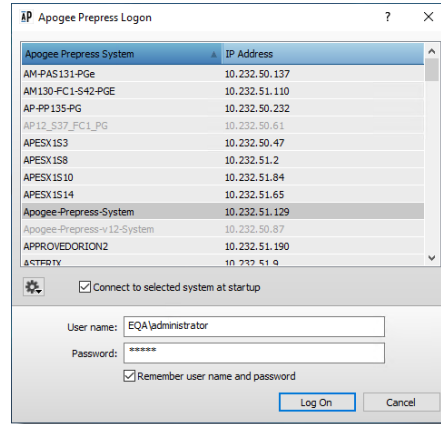 AP Apogee Prepress Logon ? ×
Apogee Prepress System IP Address
AM-PAS131-PGe 10.232.50.137
AM130-FC1-S42-PGE 10.232.51.110
AP-PP135-PG 10.232.50.232
AP12_S37_FC1_PG 10.232.50.61
APESX1S3 10.232.50.47
APESX1S8 10.232.51.2
APESX1S10 10.232.51.84
APESX1S14 10.232.51.65
Apogee-Prepress-System 10.232.51.129
Apogee-Prepress-v12-System 10.232.50.87
APPROVEDORION2 10.232.51.190
ASTERIX 10.232.51.9
Connect to selected system at startup
User name: EQA\administrator
Password: *****
Remember user name and password
Log On Cancel